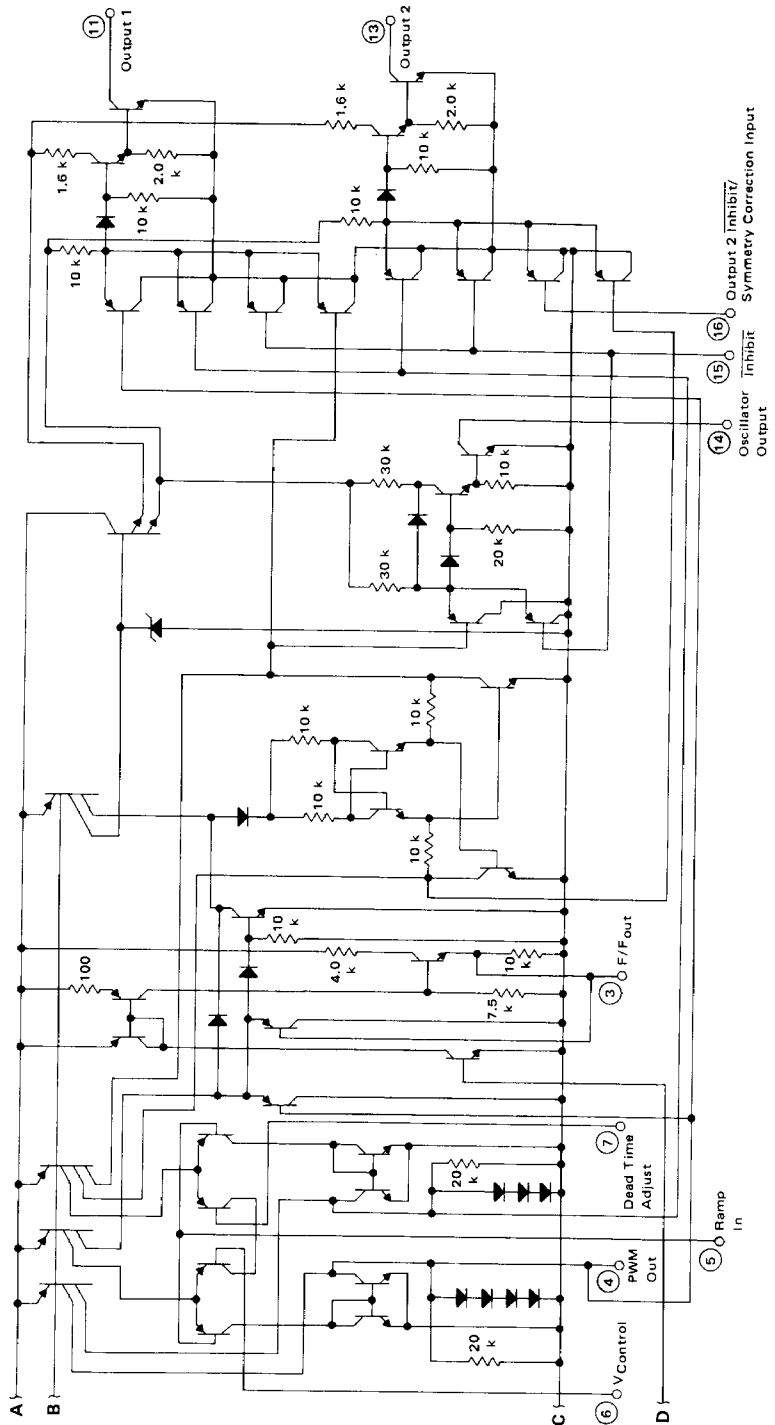 A
B
C
D
11
Output 1
13
Output 2
1.6 k
2.0
k
10 k
10 k
1.6 k
2.0 k
10 k
10 k
16
Output 2 Inhibit/
Symmetry Correction Input
15
Inhibit
14
Oscillator
Output
30 k
30 k
10 k
20 k
10 k
10 k
10 k
10 k
100
4.0
k
10
k
10
k
7.5
k
3
F/Fout
7
Dead Time
Adjust
20
k
5
Ramp
In
4
PWM
Out
20
k
6
VControl